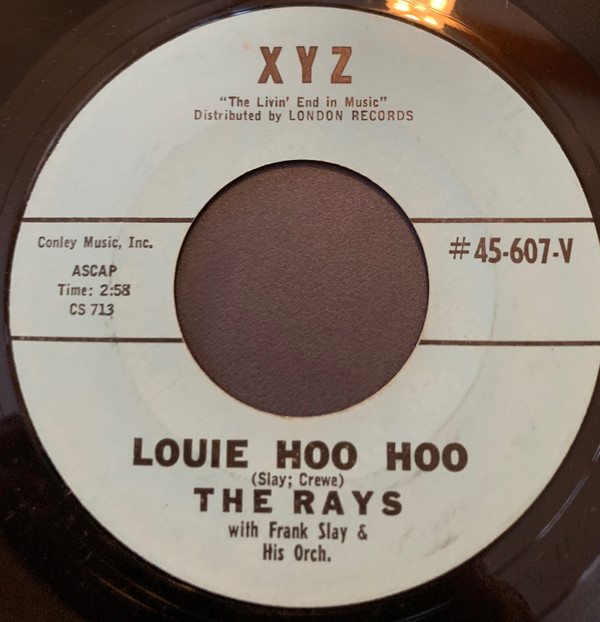 XYZ
"The Livin' End in Music"
Distributed by LONDON RECORDS
Conley Music, Inc.
ASCAP
Time: 2:58
CS 713
#45-607-V
LOUIE HOO HOO
(Slay; Crewe)
THE RAYS
with Frank Slay &
His Orch.